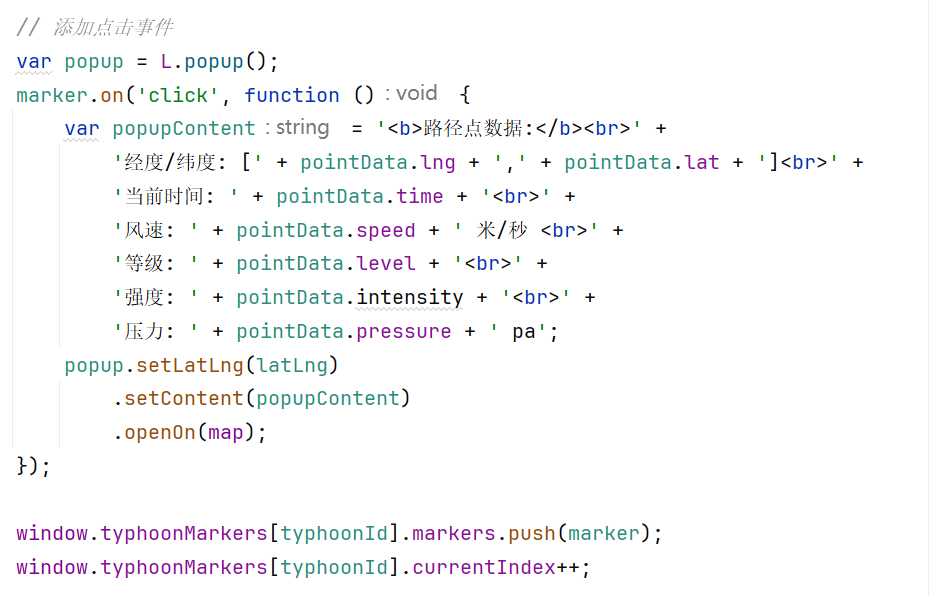 // 添加点击事件
var popup = L.popup();
marker.on('click', function () : void {
var popupContent : string = '<b>路径点数据:</b><br>' +
'经度/纬度: [' + pointData.lng + ',' + pointData.lat + ']<br>' +
'当前时间: ' + pointData.time + '<br>' +
'风速: ' + pointData.speed + ' 米/秒 <br>' +
'等级: ' + pointData.level + '<br>' +
'强度: ' + pointData.intensity + '<br>' +
'压力: ' + pointData.pressure + ' pa';
popup.setLatLng(latLng)
.setContent(popupContent)
.openOn(map);
});
window.typhoonMarkers[typhoonId].markers.push(marker);
window.typhoonMarkers[typhoonId].currentIndex++;